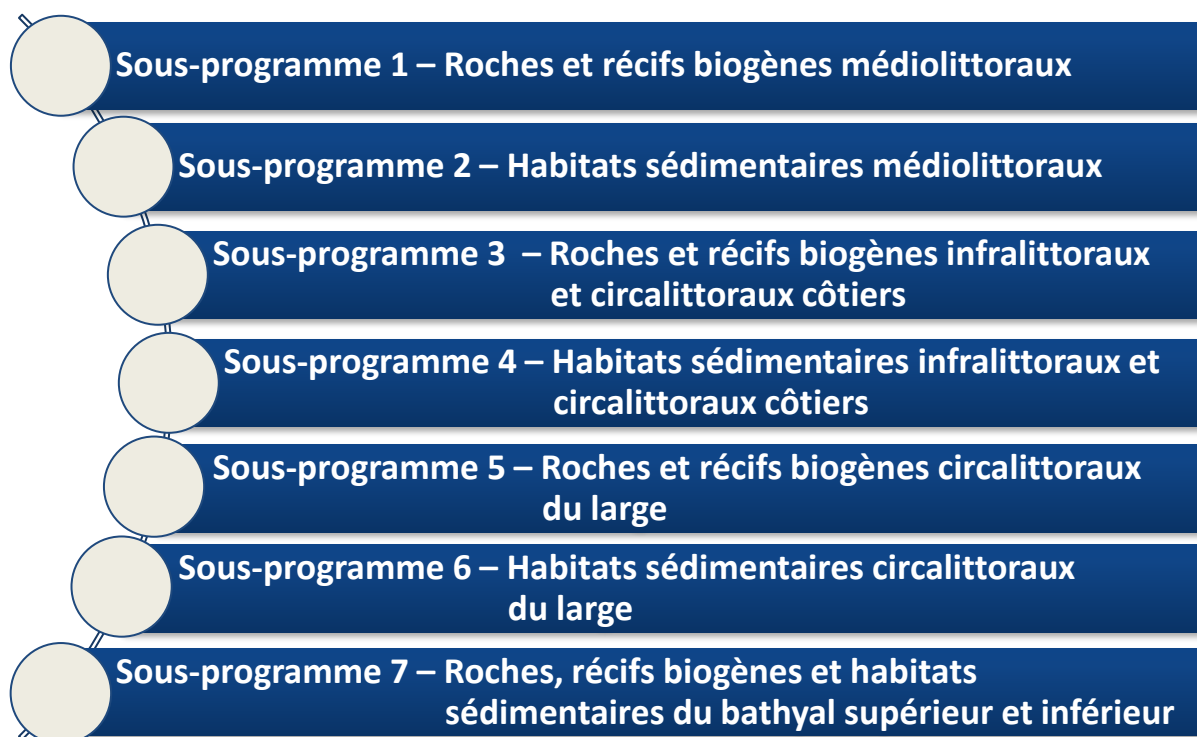 Sous-programme 1 – Roches et récifs biogènes médiolittoraux
Sous-programme 2 – Habitats sédimentaires médiolittoraux
Sous-programme 3 – Roches et récifs biogènes infralittoraux
et circalittoraux côtiers
Sous-programme 4 – Habitats sédimentaires infralittoraux et
circalittoraux côtiers
Sous-programme 5 – Roches et récifs biogènes circalittoraux
du large
Sous-programme 6 – Habitats sédimentaires circalittoraux
du large
Sous-programme 7 – Roches, récifs biogènes et habitats
sédimentaires du bathyal supérieur et inférieur